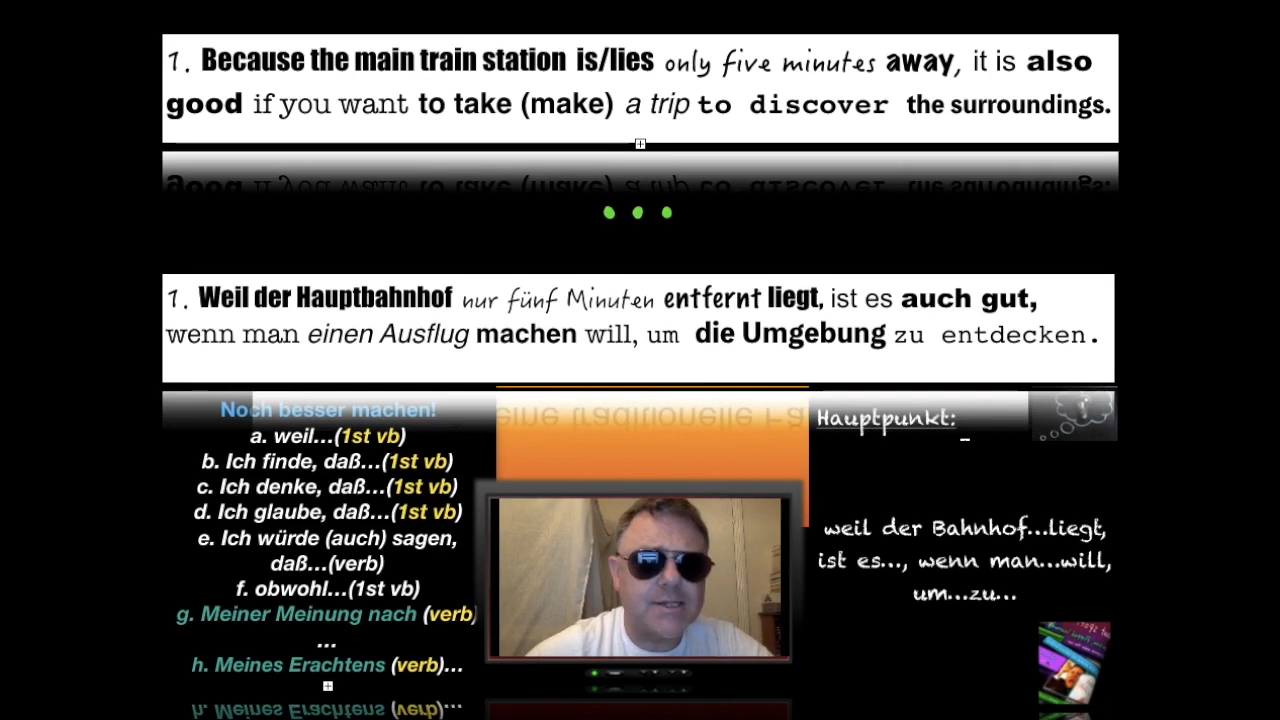 1. Because the main train station is/lies only five minutes away, it is also
good if you want to take (make) a trip to discover the surroundings.
1. Weil der Hauptbahnhof nur fünf Minuten entfernt liegt, ist es auch gut,
wenn man einen Ausflug machen will, um die Umgebung zu entdecken.
Noch besser machen!
a. weil...(1st vb)
b. Ich finde, daß...(1st vb)
c. Ich denke, daß...(1st vb)
d. Ich glaube, daß...(1st vb)
e. Ich würde (auch) sagen,
daß...(verb)
f. obwohl...(1st vb)
g. Meiner Meinung nach (verb)
...
h. Meines Erachtens (verb)...
eine traditionelle
Hauptpunkt:
weil der Bahnhof...liegt,
ist es..., wenn man...will,
um...zu...